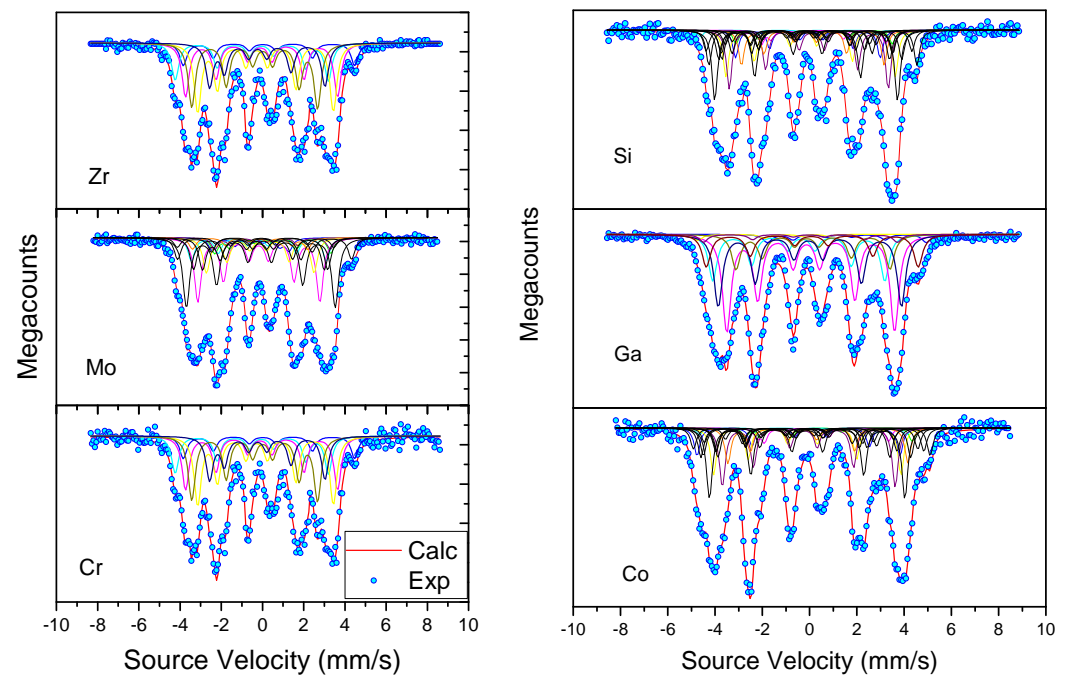 Zr
Mo
Cr
Calc
Exp
Megacounts
-10 -8 -6 -4 -2 0 2 4 6 8 10
Source Velocity (mm/s)
Si
Ga
Co
Megacounts
-10 -8 -6 -4 -2 0 2 4 6 8 10
Source Velocity (mm/s)